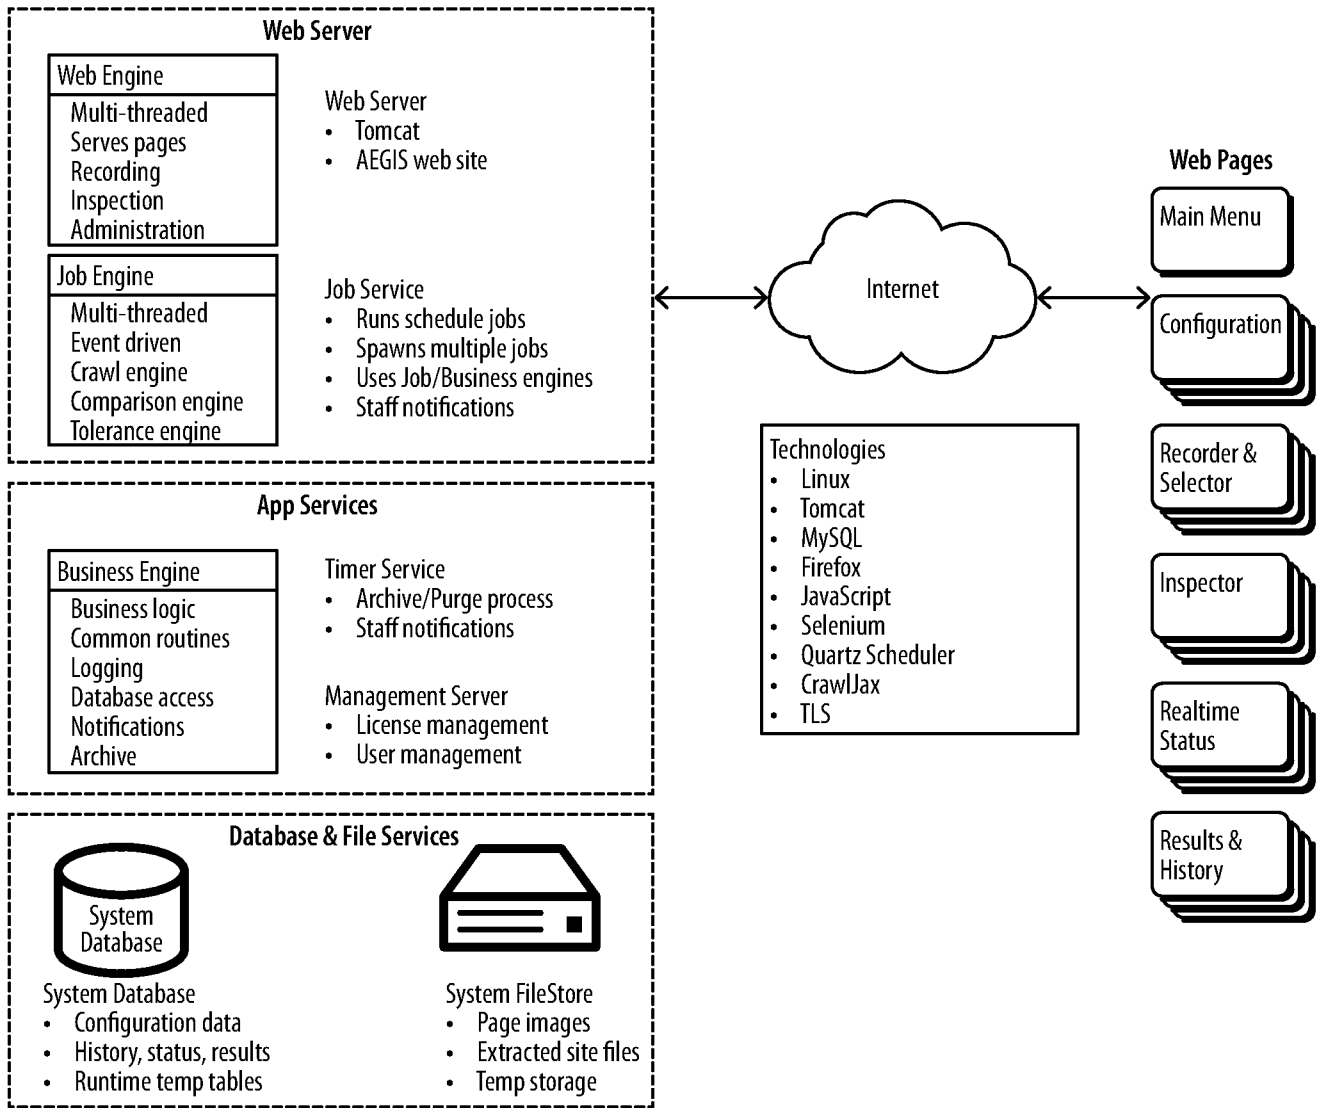 Web Server
Web Engine
Multi-threaded
Serves pages
Recording
Inspection
Administration
Web Server
• Tomcat
• AEGIS web site
Job Engine
Multi-threaded
Event driven
Crawl engine
Comparison engine
Tolerance engine
Job Service
• Runs schedule jobs
• Spawns multiple jobs
• Uses Job/Business engines
• Staff notifications
App Services
Business Engine
Business logic
Common routines
Logging
Database access
Notifications
Archive
Timer Service
• Archive/Purge process
• Staff notifications
Management Server
• License management
• User management
Database & File Services
System
Database
System Database
• Configuration data
• History, status, results
• Runtime temp tables
System FileStore
• Page images
• Extracted site files
• Temp storage
Internet
Technologies
• Linux
• Tomcat
• MySQL
• Firefox
• JavaScript
• Selenium
• Quartz Scheduler
• CrawlJax
• TLS
Web Pages
Main Menu
Configuration
Recorder &
Selector
Inspector
Realtime
Status
Results &
History